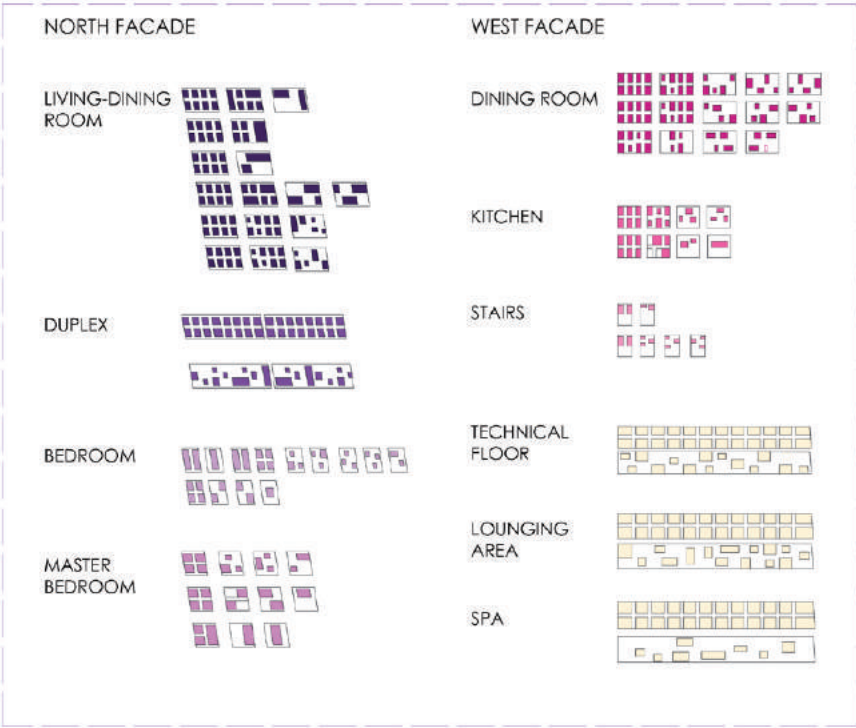 NORTH FACADE
LIVING-DINING
ROOM
DUPLEX
BEDROOM
MASTER
BEDROOM
WEST FACADE
DINING ROOM
KITCHEN
STAIRS
TECHNICAL
FLOOR
LOUNGING
AREA
SPA